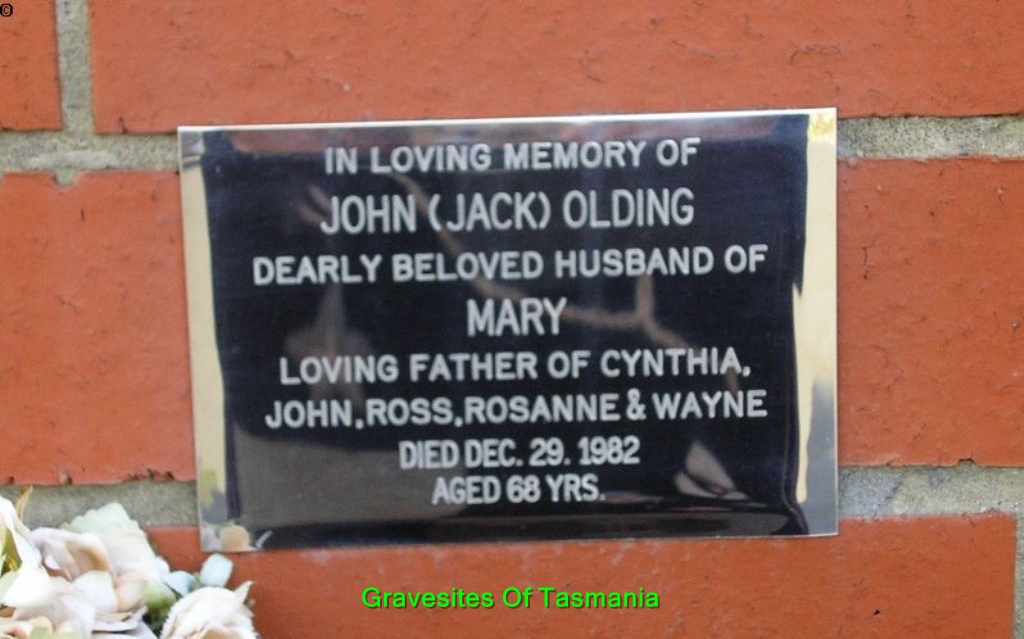 ©
IN LOVING MEMORY OF
JOHN (JACK) OLDING
DEARLY BELOVED HUSBAND OF
MARY
LOVING FATHER OF CYNTHIA,
JOHN, ROSS, ROSANNE & WAYNE
DIED DEC. 29. 1982
AGED 68 YRS.
Gravesites Of Tasmania